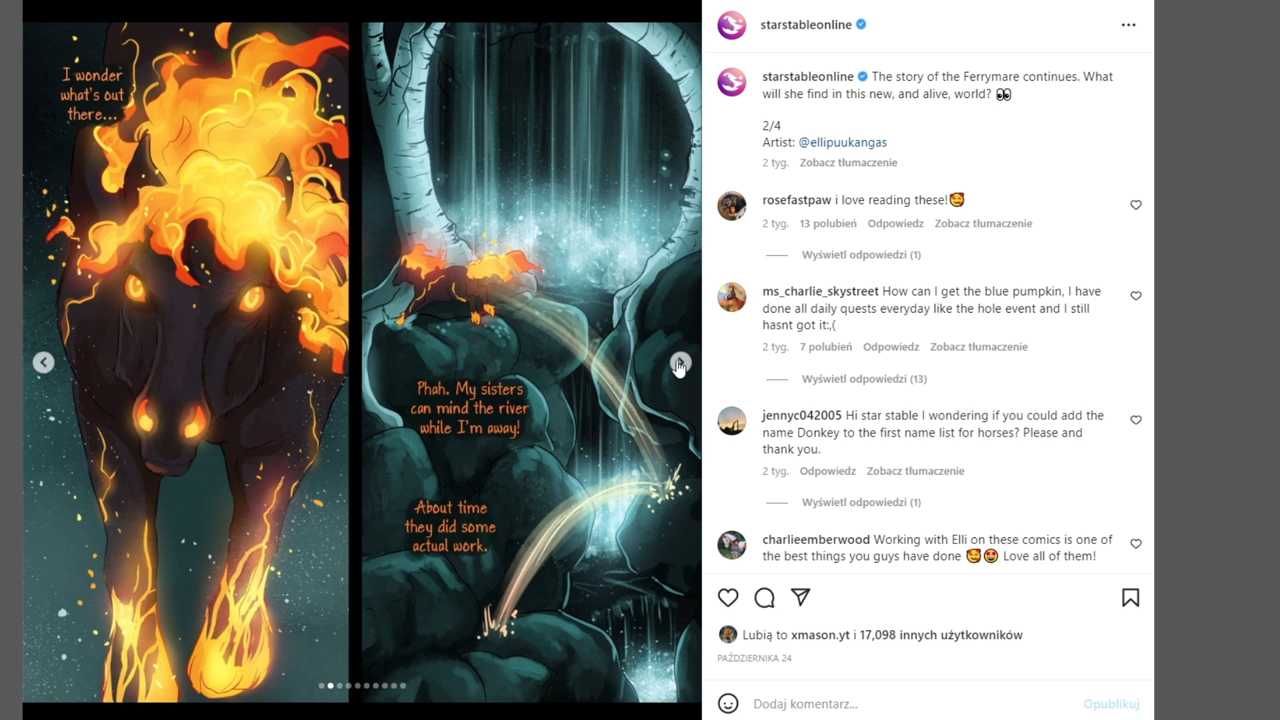 I wonder
what's out
there...
Phah. My sisters
can mind the river
while I'm away!
About time
they did some
actual work.
starstableonline
starstableonline The story of the Ferrymare continues. What
will she find in this new, and alive, world? 👀
2/4
Artist: @ellipuukangas
2 tyg. Zobacz tłumaczenie
rosefastpaw i love reading these!🥰
2 tyg. 13 polubień Odpowiedz Zobacz tłumaczenie
Wyświetl odpowiedzi (1)
ms_charlie_skystreet How can I get the blue pumpkin, I have
done all daily quests everyday like the hole event and I still
hasnt got it:,(
2 tyg. 7 polubień Odpowiedz Zobacz tłumaczenie
Wyświetl odpowiedzi (13)
jennyc042005 Hi star stable I wondering if you could add the
name Donkey to the first name list for horses? Please and
thank you.
2 tyg. Odpowiedz Zobacz tłumaczenie
Wyświetl odpowiedzi (1)
charlieemberwood Working with Elli on these comics is one of
the best things you guys have done 🥰😍 Love all of them!
Lubią to xmason.yt i 17,098 innych użytkowników
PAŹDZIERNIKA 24
Dodaj komentarz...
Opublikuj